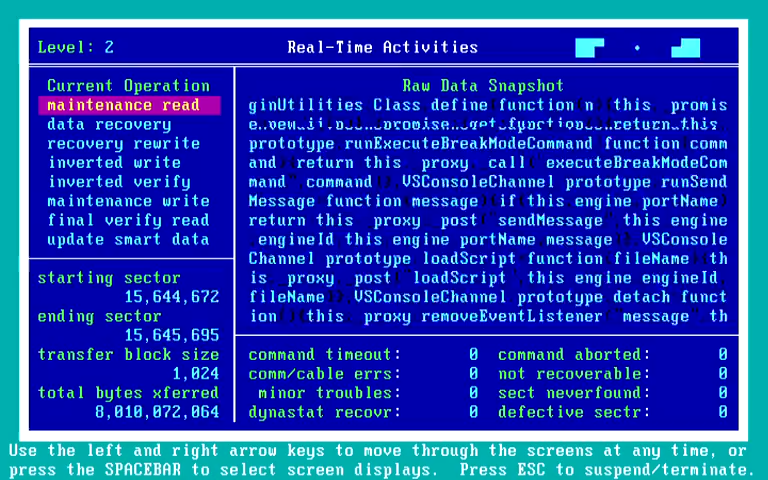 Level: 2
Real-Time Activities
Current Operation
maintenance read
data recovery
recovery rewrite
inverted write
inverted verify
maintenance write
final verify read
update smart data
starting sector
15,644,672
ending sector
15,645,695
transfer block size
1,024
total bytes xferred
8,010,072,064
Raw Data Snapshot
ginUtilities Class define(function n this promis
promise get function return this
prototype runExecuteBreakModeCommand function comm
and return this proxy call executeBreakModeCom
mand", command VSConsoleChannel prototype runSend
Message function message if this engine portName)
return this proxy post("sendMessage" this engine
engineId this engine portName message VSConsole
Channel prototype loadScript function fileName th
is proxy post "loadScript , this engine engineId,
fileName VSConsoleChannel prototype detach funct
ion this proxy removeEventListener "message" th
command timeout: 0 command aborted: 0
comm/cable errs: 0 not recoverable: 0
minor troubles: 0 sect neverfound: 0
dynastat recovr: 0 defective sectr: 0
Use the left and right arrow keys to move through the screens at any time, or
press the SPACEBAR to select screen displays. Press ESC to suspend/terminate.